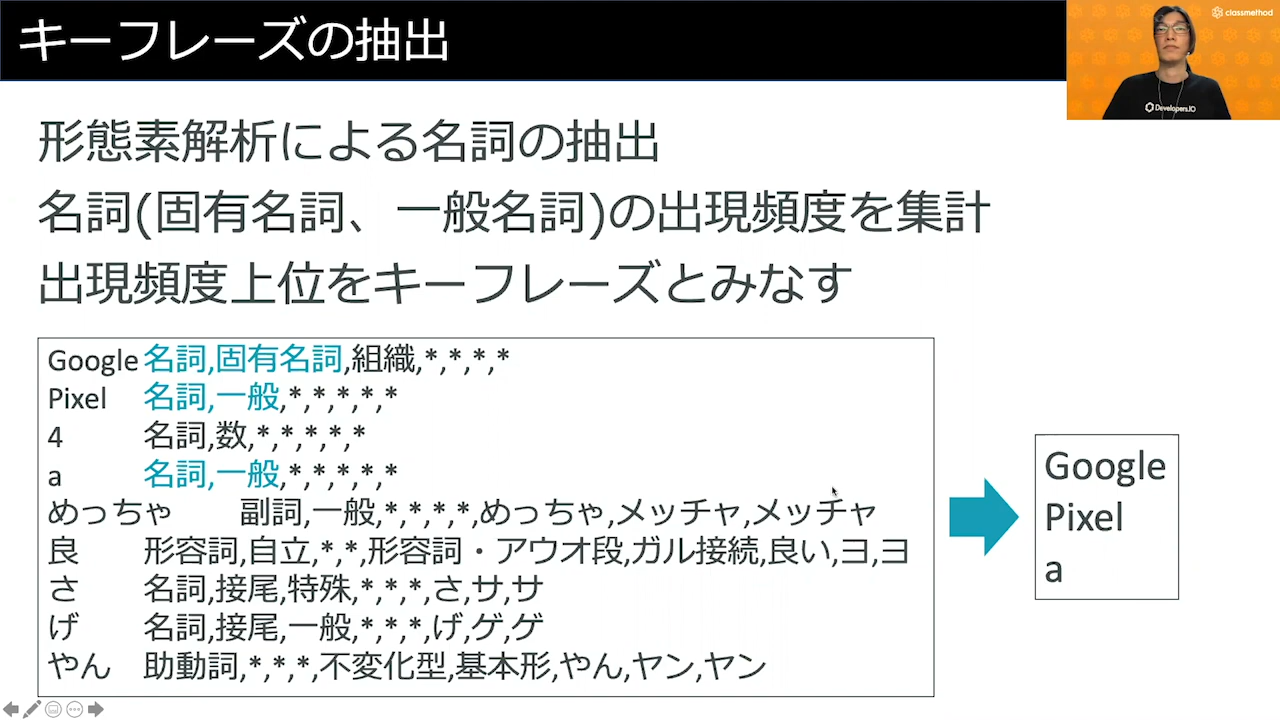 キーフレーズの抽出
classmethod
Developers.IO
形態素解析による名詞の抽出
名詞(固有名詞、一般名詞)の出現頻度を集計
出現頻度上位をキーフレーズとみなす
Google 名詞,固有名詞,組織,*,*,*,*
Pixel 名詞,一般,*,*,*,*,*
4 名詞,数,*,*,*,*,*
a 名詞,一般,*,*,*,*,*
めっちゃ 副詞,一般,*,*,*,*,めっちゃ,メッチャ,メッチャ
良 形容詞,自立,*,*,形容詞・アウオ段,ガル接続,良い,ヨ,ヨ
さ 名詞,接尾,特殊,*,*,*,さ,サ,サ
げ 名詞,接尾,一般,*,*,*,げ,ゲ,ゲ
やん 助動詞,*,*,*,不変化型,基本形,やん,ヤン,ヤン
Google
Pixel
a